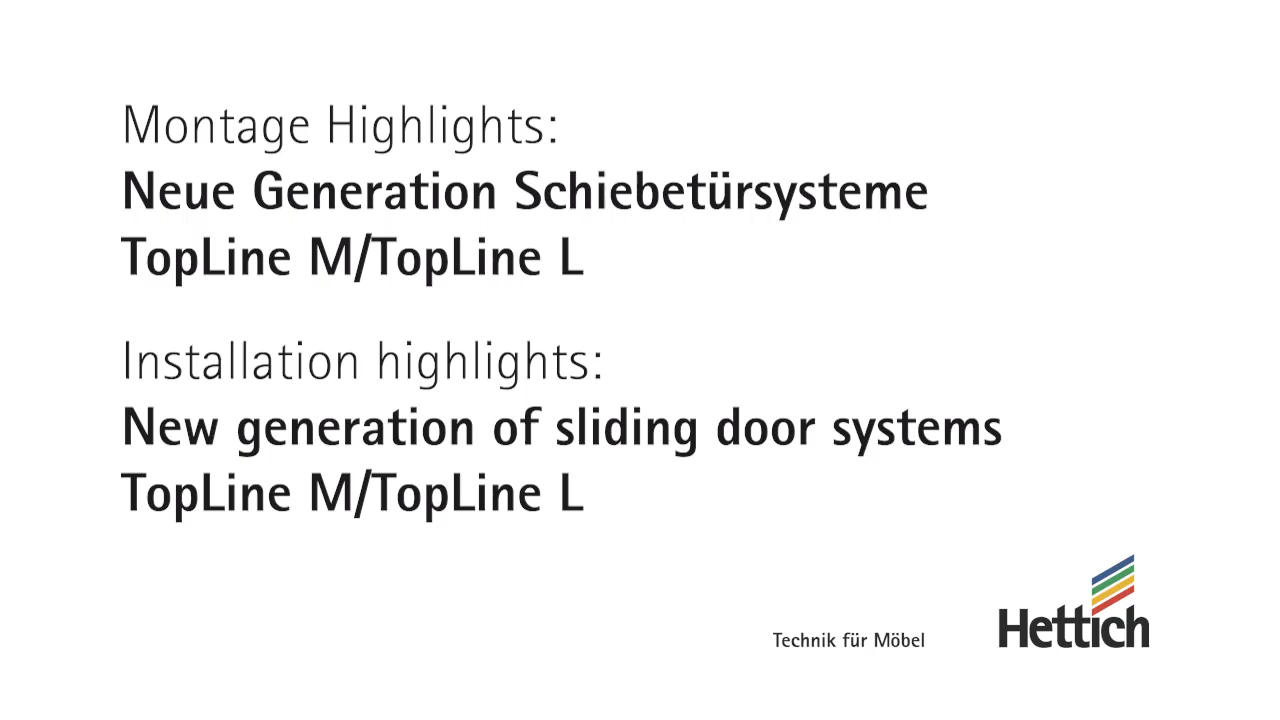 Montage Highlights:
Neue Generation Schiebetürsysteme
TopLine M/TopLine L
Installation highlights:
New generation of sliding door systems
TopLine M/TopLine L
Technik für Möbel
Hettich